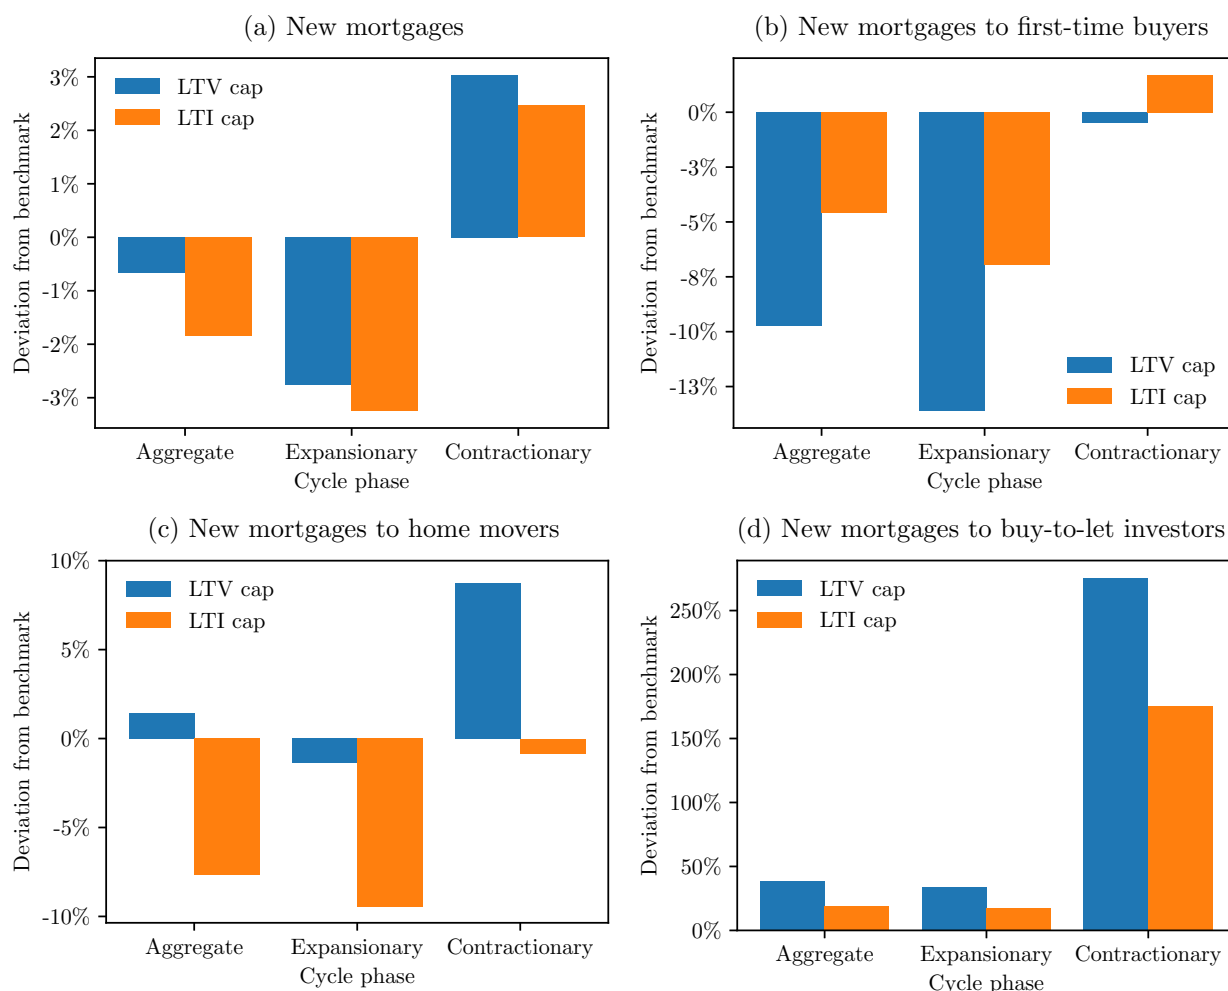 (a) New mortgages
3%
2%
1%
0%
-1%
-2%
-3%
Deviation from benchmark
LTV cap
LTI cap
Aggregate Expansionary Contractionary
Cycle phase
(b) New mortgages to first-time buyers
0%
-3%
-5%
-8%
-10%
-13%
Deviation from benchmark
LTV cap
LTI cap
Aggregate Expansionary Contractionary
Cycle phase
(c) New mortgages to home movers
10%
5%
0%
-5%
-10%
Deviation from benchmark
LTV cap
LTI cap
Aggregate Expansionary Contractionary
Cycle phase
(d) New mortgages to buy-to-let investors
250%
200%
150%
100%
50%
0%
Deviation from benchmark
LTV cap
LTI cap
Aggregate Expansionary Contractionary
Cycle phase